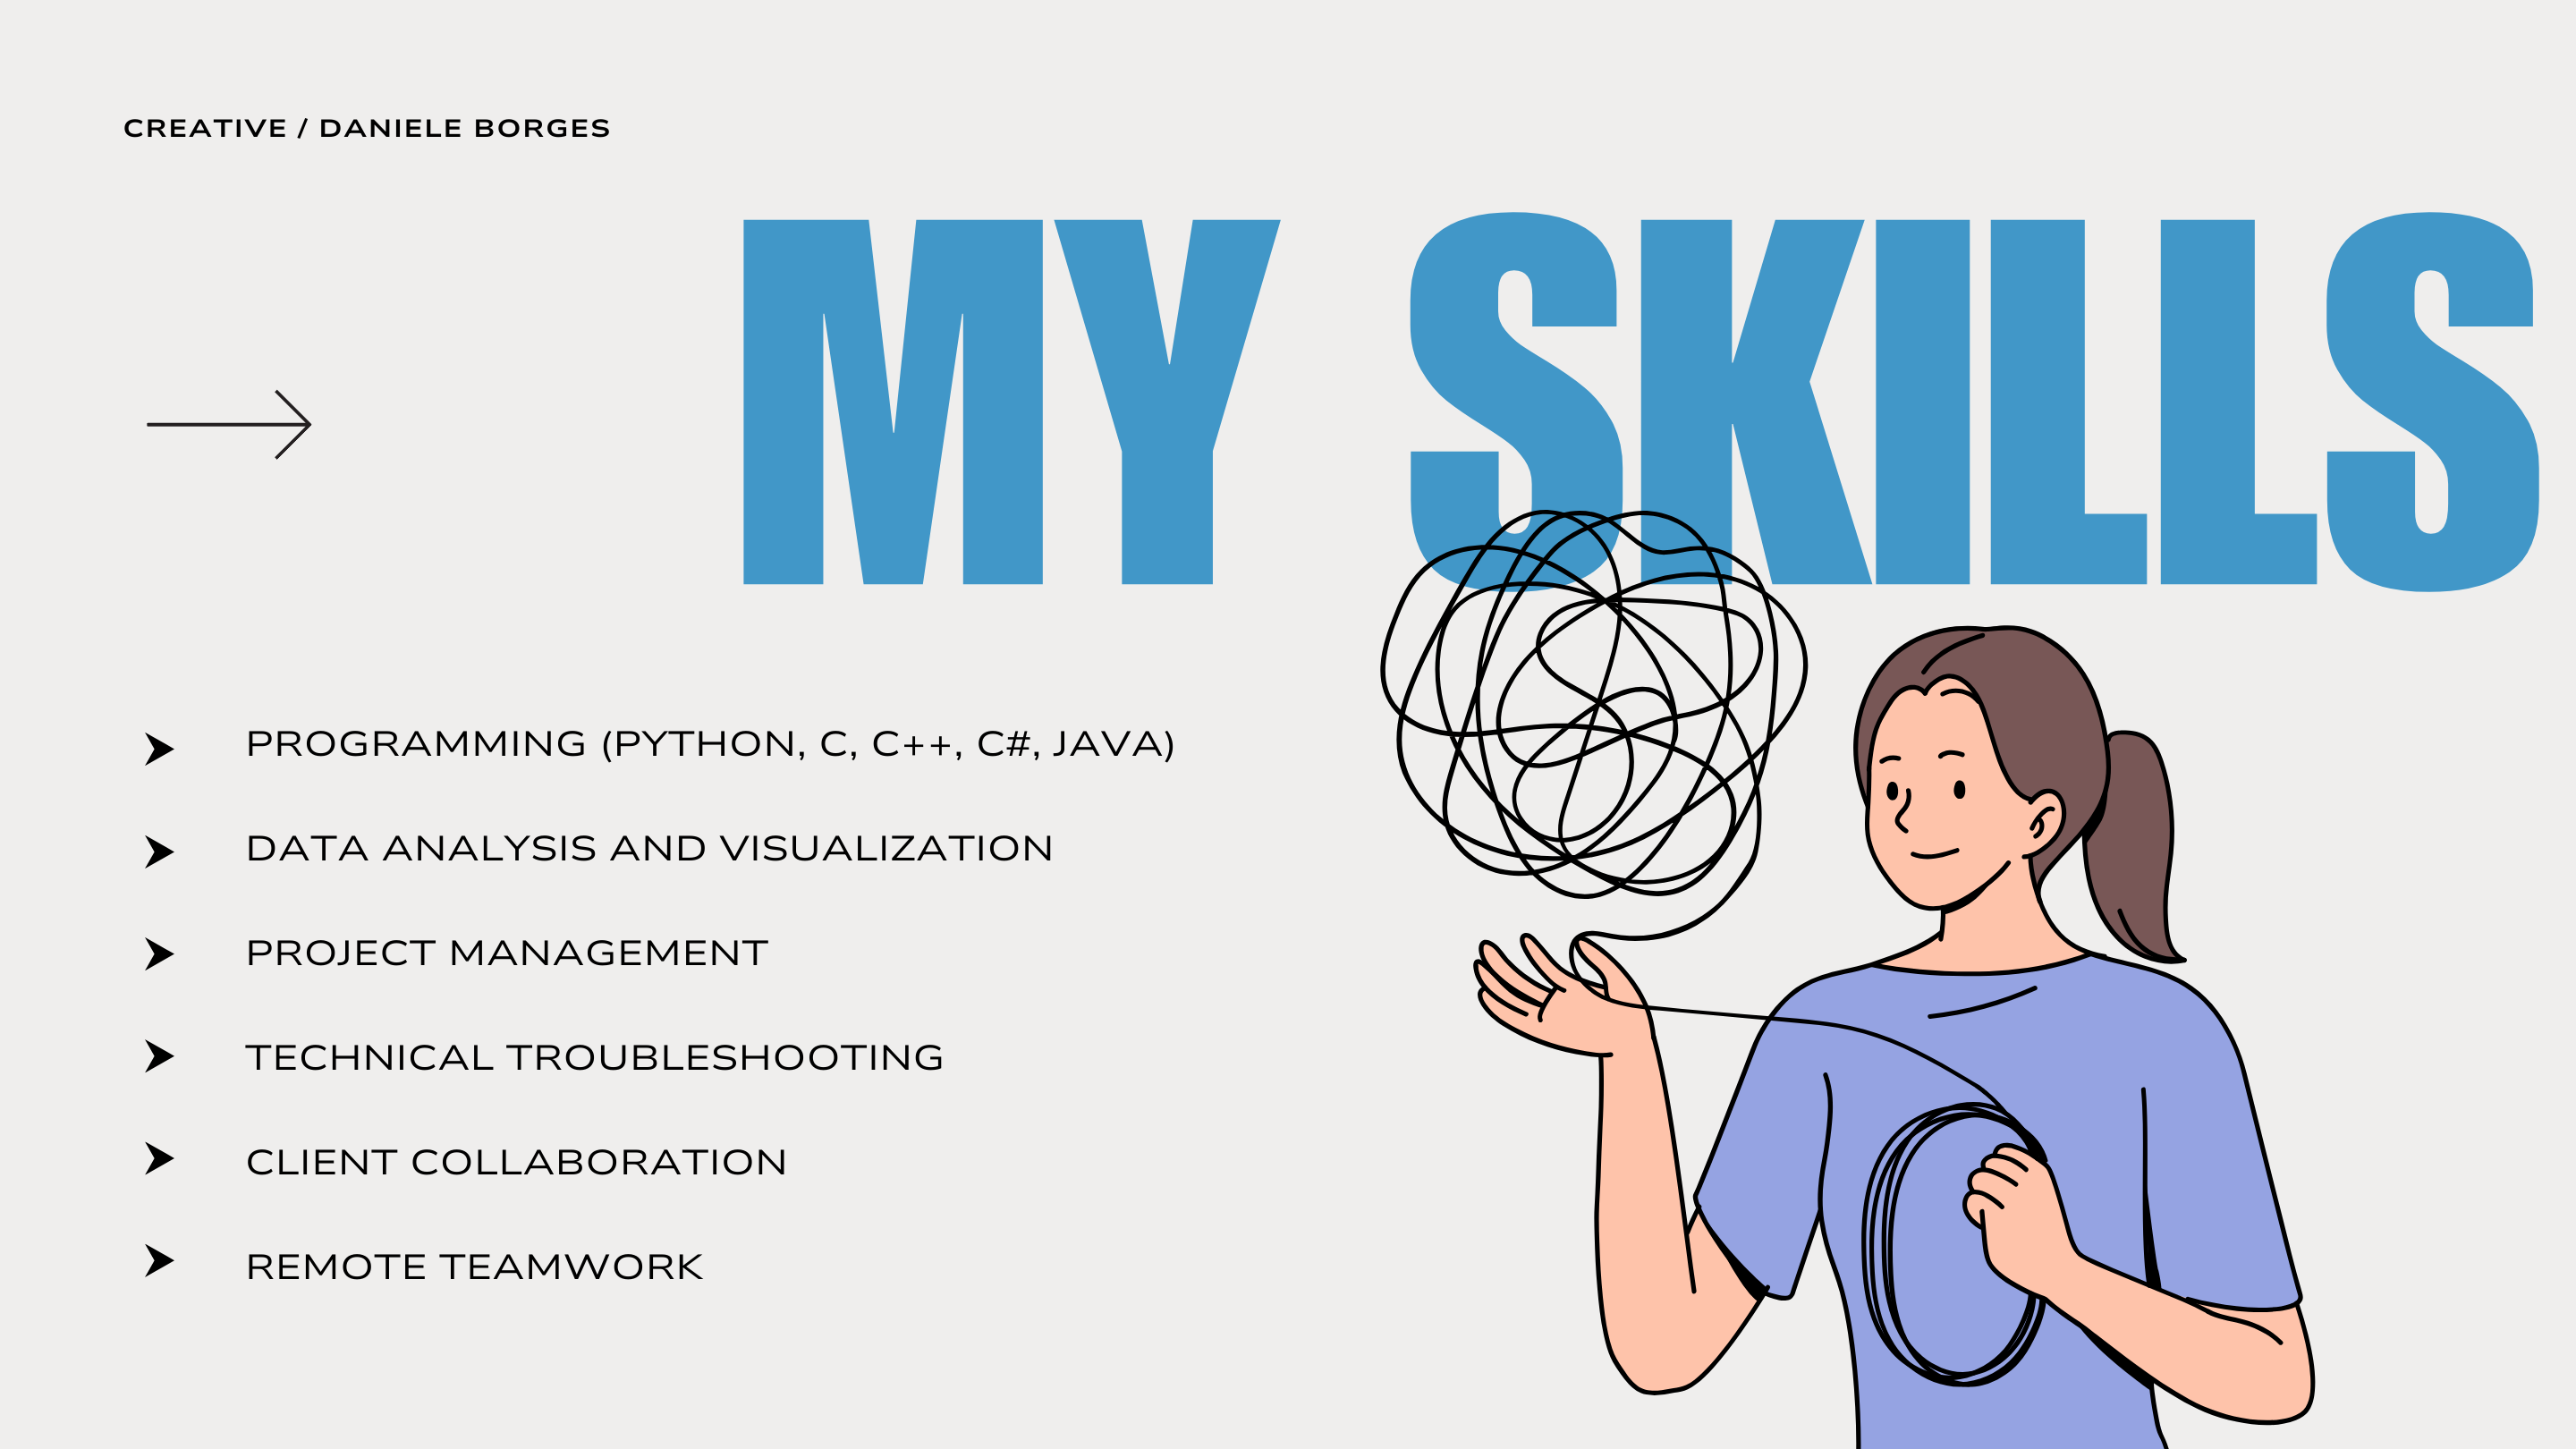 CREATIVE / DANIELE BORGES
MY SKILLS
PROGRAMMING (PYTHON, C, C++, C#, JAVA)
DATA ANALYSIS AND VISUALIZATION
PROJECT MANAGEMENT
TECHNICAL TROUBLESHOOTING
CLIENT COLLABORATION
REMOTE TEAMWORK